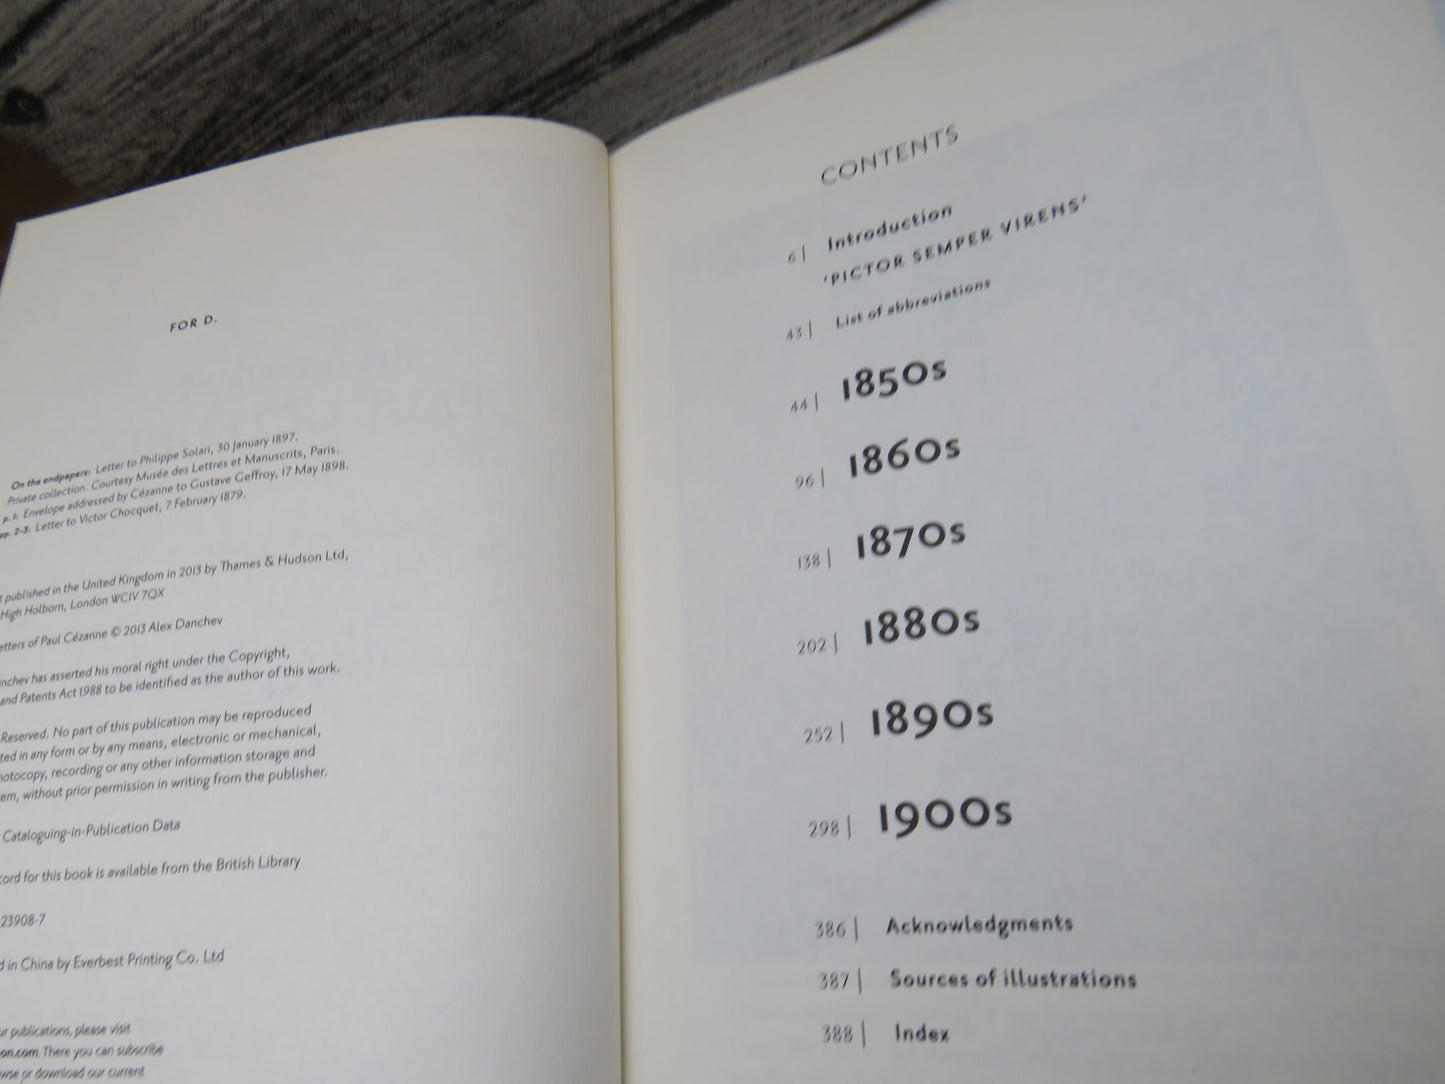 FOR D.
On the endpapers: Letter to Philippe Solari, 30 January 1897.
Private collection. Courtesy Musée des Lettres et Manuscrits, Paris.
p. 1: Envelope addressed by Cézanne to Gustave Geffroy, 17 May 1898.
pp. 2-3: Letter to Victor Chocquet, 7 February 1879.
t published in the United Kingdom in 2013 by Thames & Hudson Ltd,
High Holborn, London WC1V 7QX
etters of Paul Cézanne © 2013 Alex Danchev
nchev has asserted his moral right under the Copyright,
and Patents Act 1988 to be identified as the author of this work.
Reserved. No part of this publication may be reproduced
ted in any form or by any means, electronic or mechanical,
hotocopy, recording or any other information storage and
em, without prior permission in writing from the publisher.
Cataloguing-in-Publication Data
cord for this book is available from the British Library
23908-7
d in China by Everbest Printing Co. Ltd
ur publications, please visit
on.com. There you can subscribe
wse or download our current
CONTENTS
6 | Introduction
'PICTOR SEMPER VIRENS'
43 | List of abbreviations
44 | 1850s
96 | 1860s
138 | 1870s
202 | 1880s
252 | 1890s
298 | 1900s
386 | Acknowledgments
387 | Sources of illustrations
388 | Index